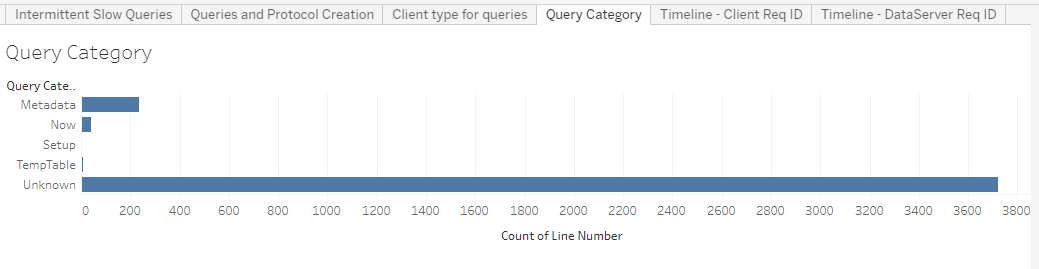 Intermittent Slow Queries Queries and Protocol Creation Client type for queries Query Category Timeline - Client Req ID Timeline - DataServer Req ID
Query Category
Query Cate..
Metadata
Now
Setup
TempTable
Unknown
0 200 400 600 800 1000 1200 1400 1600 1800 2000 2200 2400 2600 2800 3000 3200 3400 3600 3800
Count of Line Number